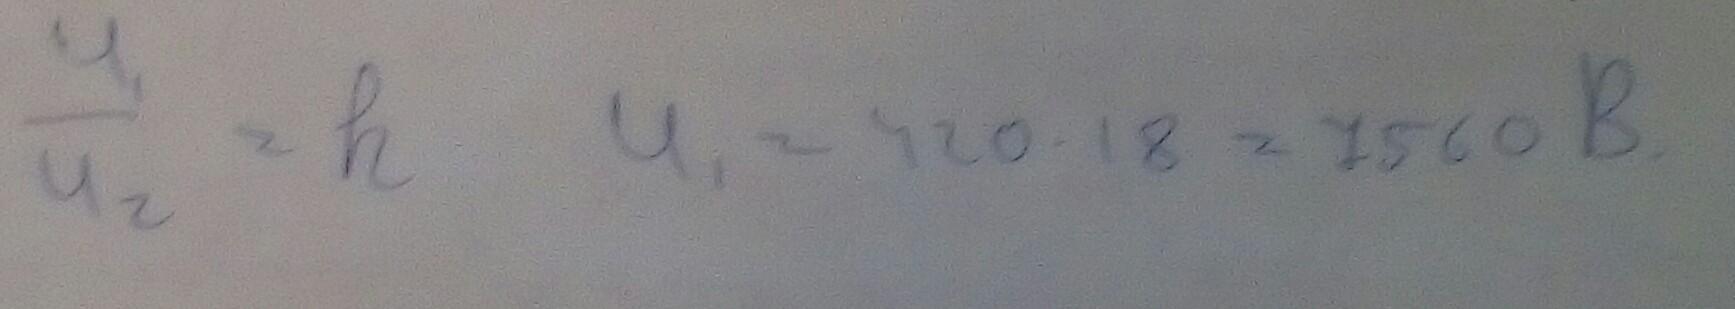 U₁/U₂ = k U₁ = 420·18 = 7560 В.